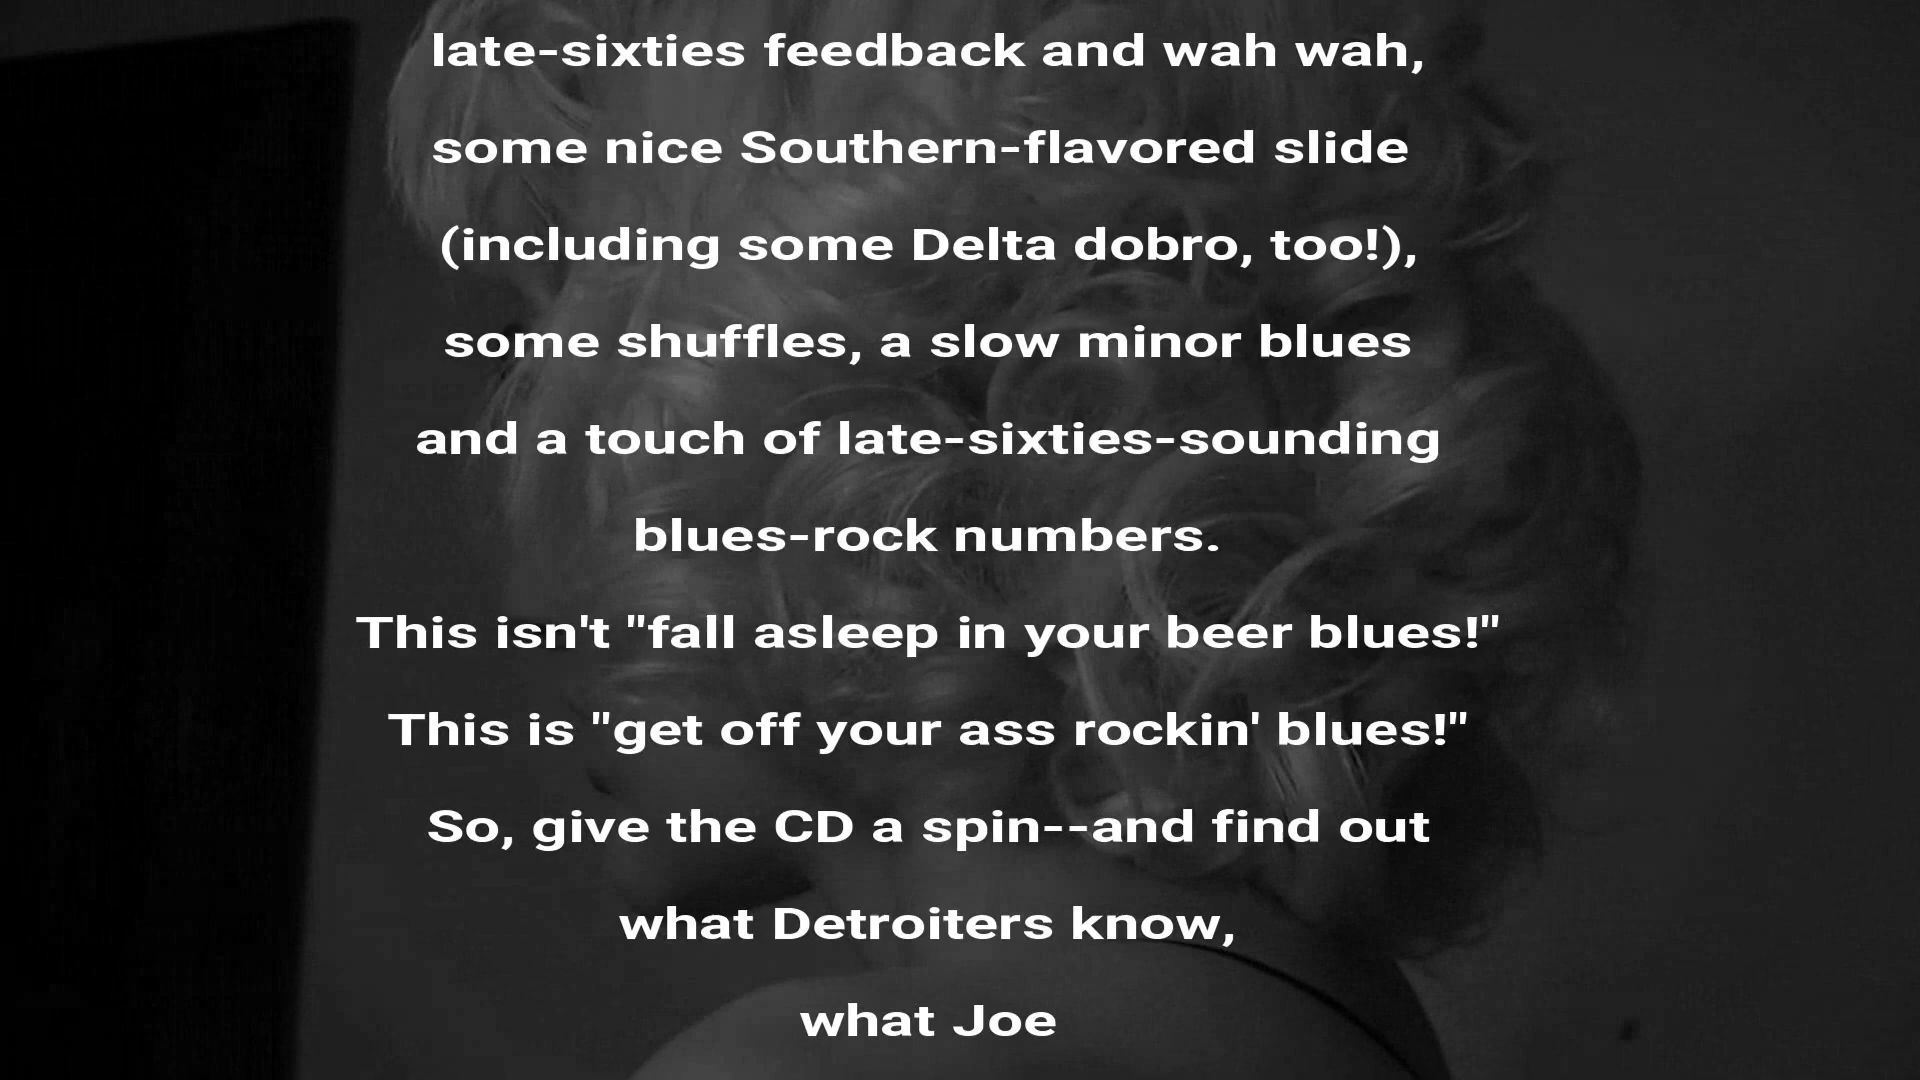 late-sixties feedback and wah wah,
some nice Southern-flavored slide
(including some Delta dobro, too!),
some shuffles, a slow minor blues
and a touch of late-sixties-sounding
blues-rock numbers.
This isn't "fall asleep in your beer blues!"
This is "get off your ass rockin' blues!"
So, give the CD a spin--and find out
what Detroiters know,
what Joe